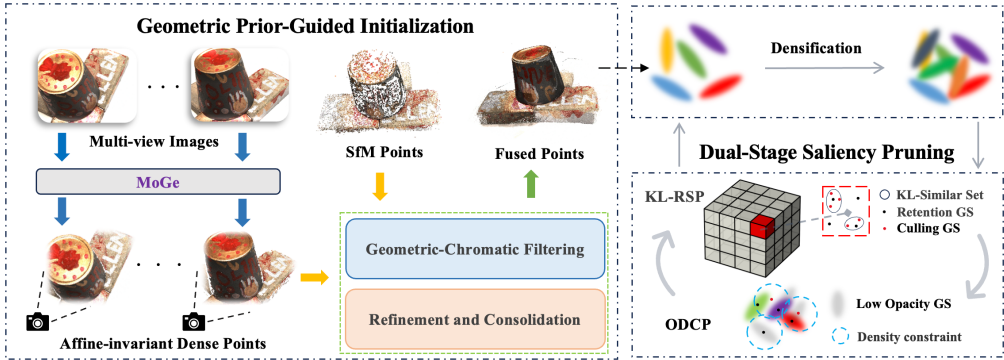 Geometric Prior-Guided Initialization
Multi-view Images
MoGe
Affine-invariant Dense Points
SfM Points
Fused Points
Geometric-Chromatic Filtering
Refinement and Consolidation
Densification
Dual-Stage Saliency Pruning
KL-RSP
KL-Similar Set
Retention GS
Culling GS
ODCP
Low Opacity GS
Density constraint